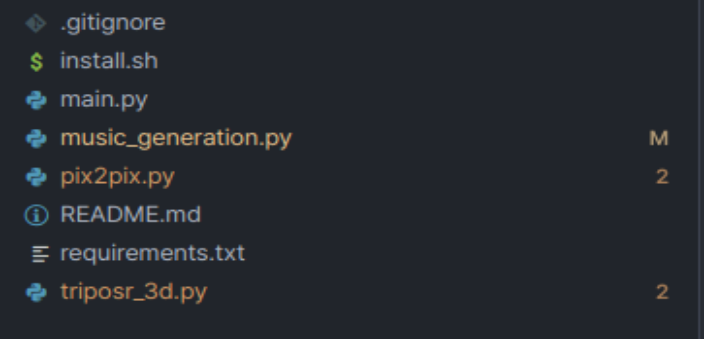 .gitignore
$ install.sh
main.py
music_generation.py M
pix2pix.py 2
README.md
requirements.txt
triposr_3d.py 2